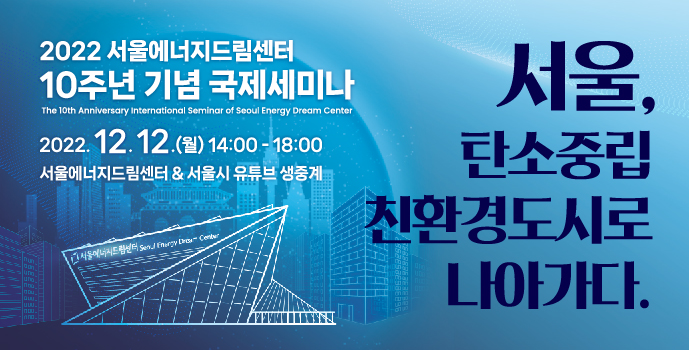 2022 서울에너지드림센터
10주년 기념 국제세미나
The 10th Anniversary International Seminar of Seoul Energy Dream Center
2022. 12. 12.(월) 14:00 - 18:00
서울에너지드림센터 & 서울시 유튜브 생중계
서울에너지드림센터 Seoul Energy Dream Center
서울,
탄소중립
친환경도시로
나아가다.